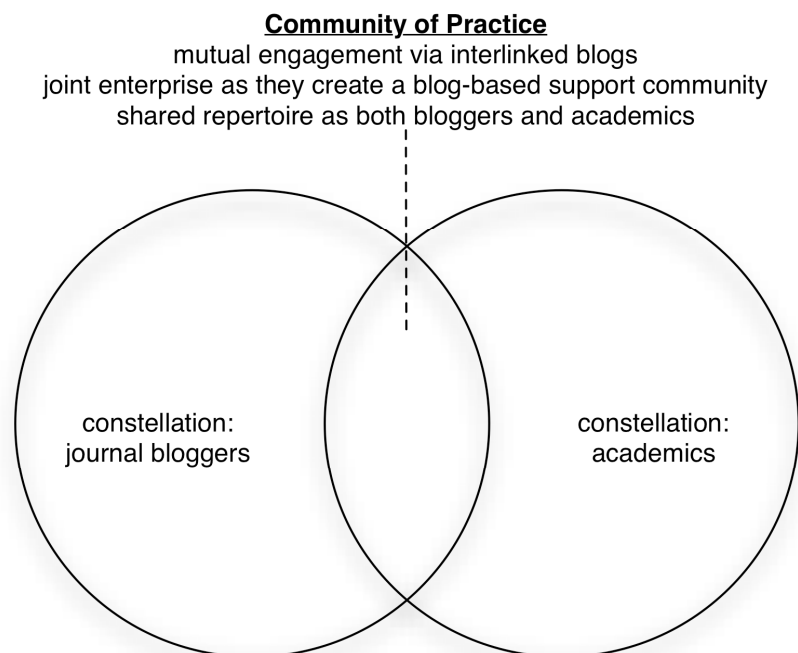 Community of Practice
mutual engagement via interlinked blogs
joint enterprise as they create a blog-based support community
shared repertoire as both bloggers and academics
constellation:
journal bloggers
constellation:
academics